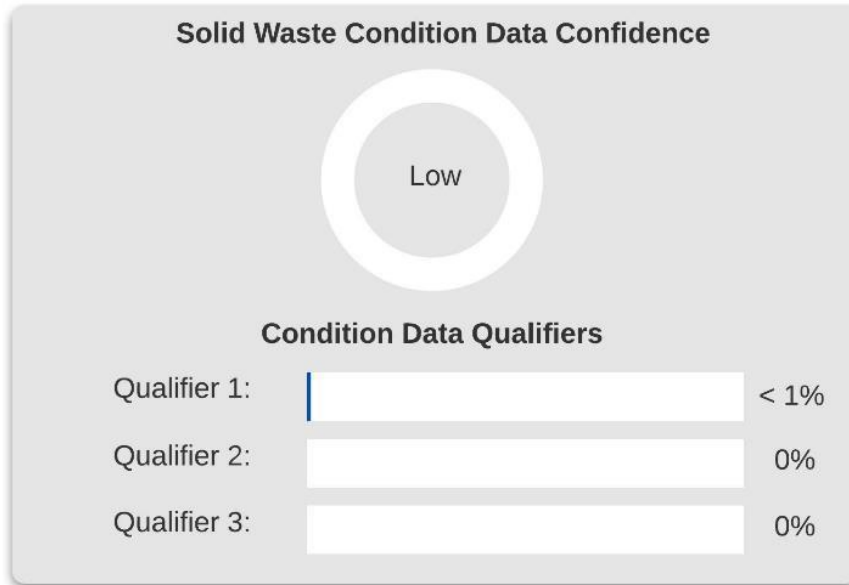 Solid Waste Condition Data Confidence
Low
Condition Data Qualifiers
Qualifier 1: < 1%
Qualifier 2: 0%
Qualifier 3: 0%